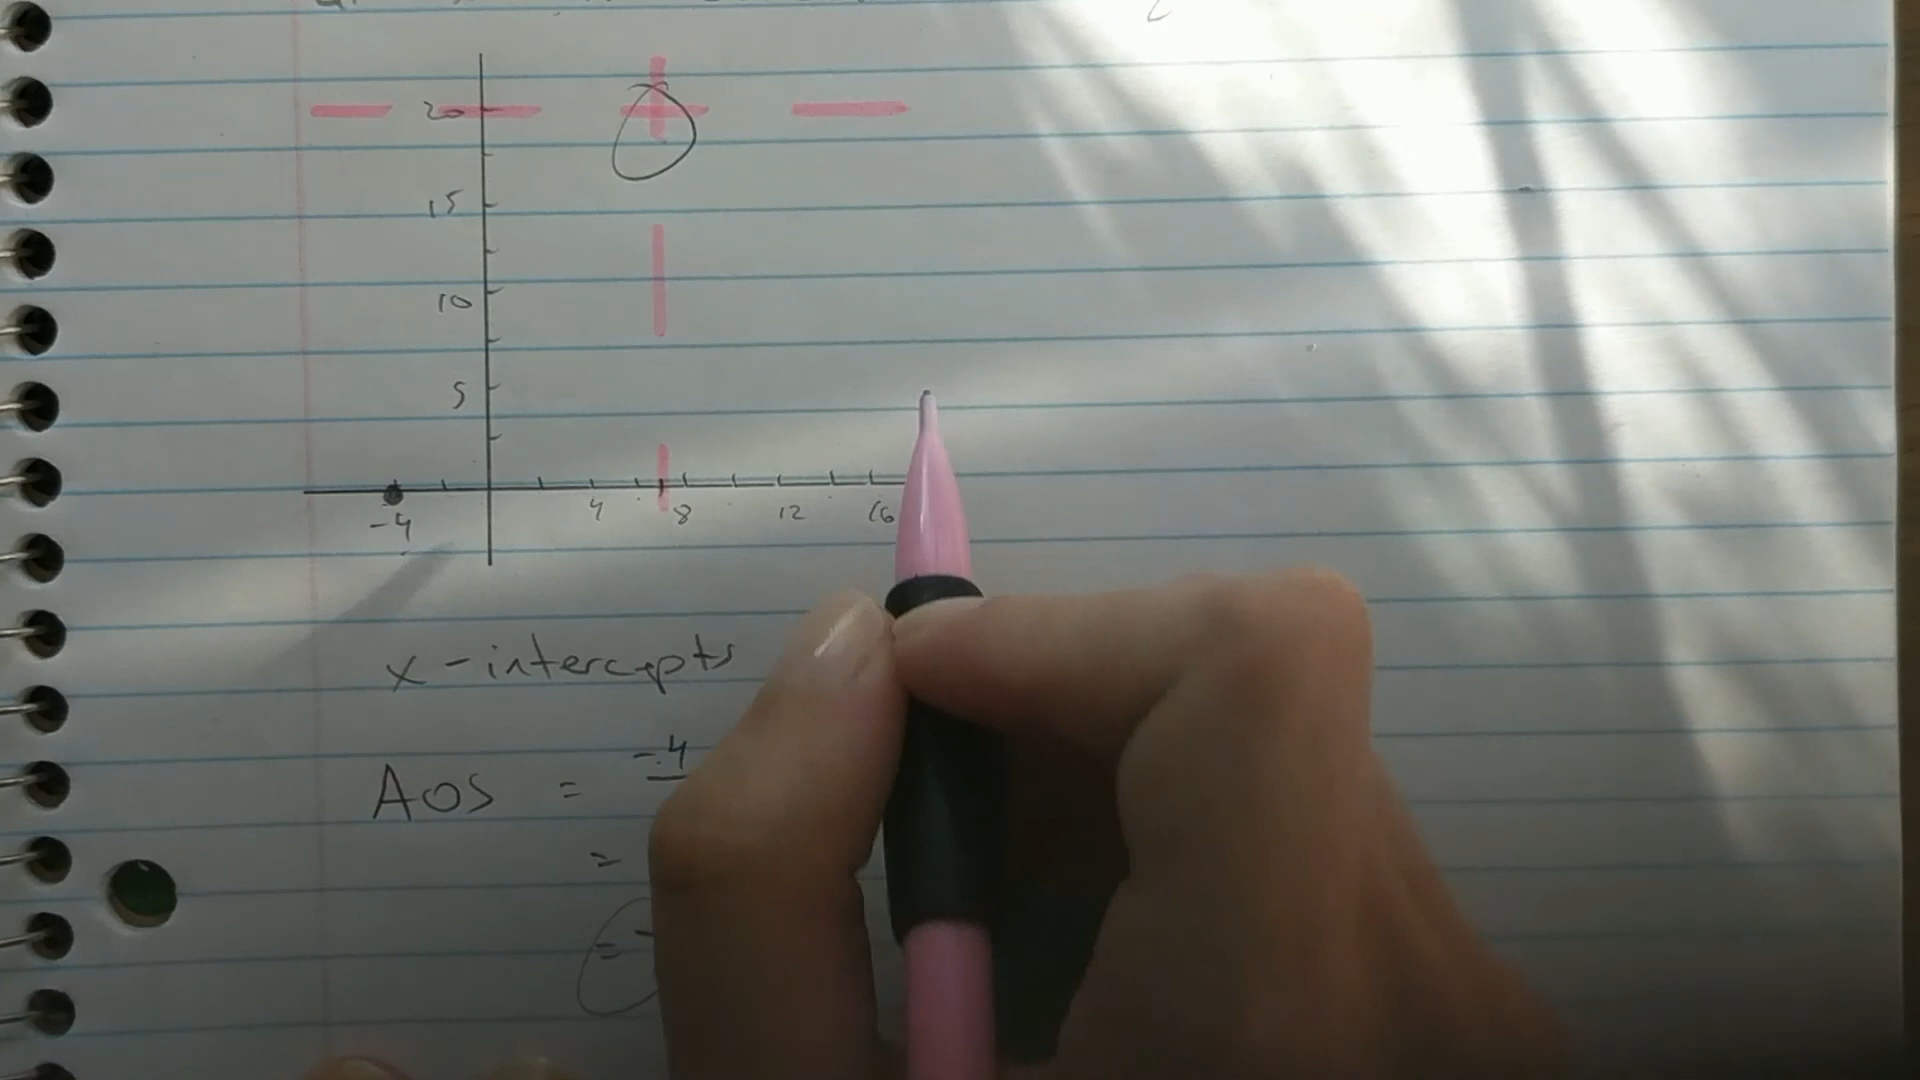 20
15
10
5
-4 4 8 12 16
x-intercepts
AOS = -4
=
=